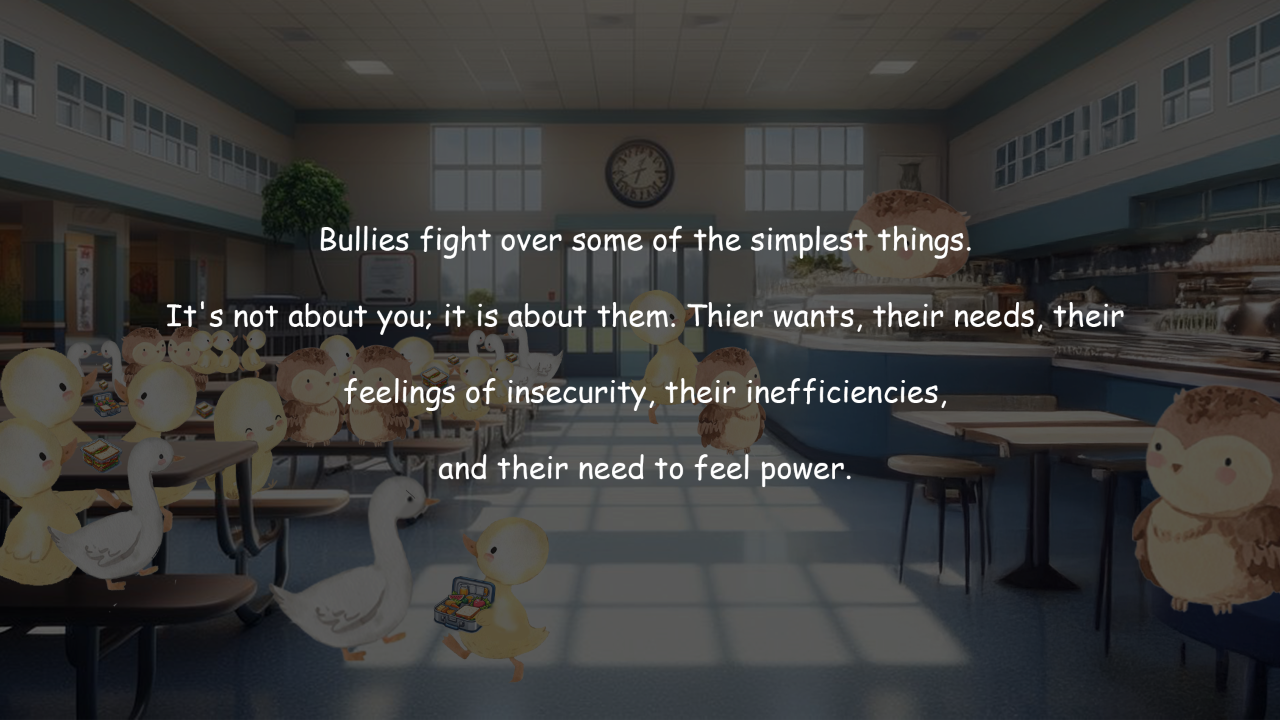 Bullies fight over some of the simplest things.
It's not about you; it is about them. Thier wants, their needs, their
feelings of insecurity, their inefficiencies,
and their need to feel power.